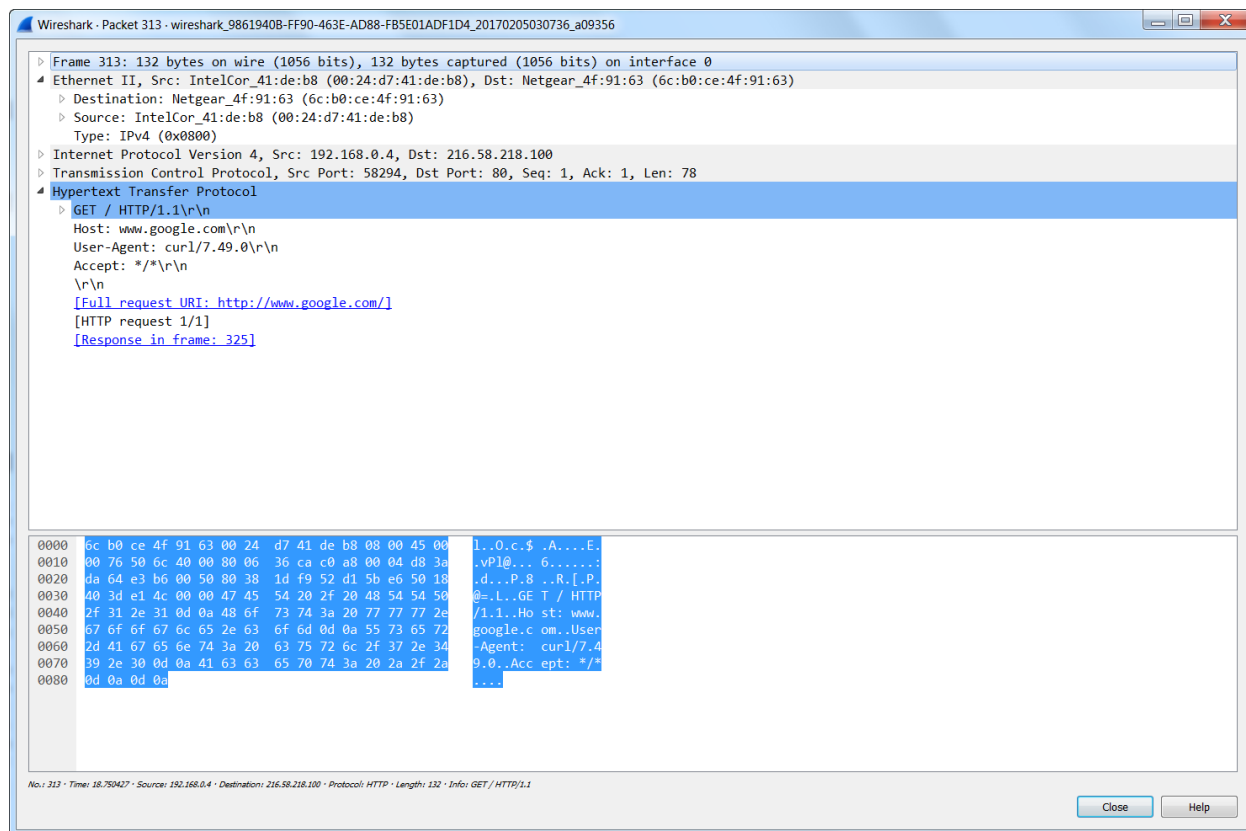 Wireshark · Packet 313 · wireshark_9861940B-FF90-463E-AD88-FB5E01ADF1D4_20170205030736_a09356
Frame 313: 132 bytes on wire (1056 bits), 132 bytes captured (1056 bits) on interface 0
Ethernet II, Src: IntelCor_41:de:b8 (00:24:d7:41:de:b8), Dst: Netgear_4f:91:63 (6c:b0:ce:4f:91:63)
Destination: Netgear_4f:91:63 (6c:b0:ce:4f:91:63)
Source: IntelCor_41:de:b8 (00:24:d7:41:de:b8)
Type: IPv4 (0x0800)
Internet Protocol Version 4, Src: 192.168.0.4, Dst: 216.58.218.100
Transmission Control Protocol, Src Port: 58294, Dst Port: 80, Seq: 1, Ack: 1, Len: 78
Hypertext Transfer Protocol
GET / HTTP/1.1\r\n
Host: www.google.com\r\n
User-Agent: curl/7.49.0\r\n
Accept: */*\r\n
\r\n
[Full request URI: http://www.google.com/]
[HTTP request 1/1]
[Response in frame: 325]
0000 6c b0 ce 4f 91 63 00 24 d7 41 de b8 08 00 45 00 l..O.c.$ .A....E.
0010 00 76 50 6c 40 00 80 06 36 ca c0 a8 00 04 d8 3a .vPl@... 6......:
0020 da 64 e3 b6 00 50 80 38 1d f9 52 d1 5b e6 50 18 .d...P.8 ..R.[.P.
0030 40 3d e1 4c 00 00 47 45 54 20 2f 20 48 54 54 50 @=.L..GE T / HTTP
0040 2f 31 2e 31 0d 0a 48 6f 73 74 3a 20 77 77 77 2e /1.1..Ho st: www.
0050 67 6f 6f 67 6c 65 2e 63 6f 6d 0d 0a 55 73 65 72 google.c om..User
0060 2d 41 67 65 6e 74 3a 20 63 75 72 6c 2f 37 2e 34 -Agent: curl/7.4
0070 39 2e 30 0d 0a 41 63 63 65 70 74 3a 20 2a 2f 2a 9.0..Acc ept: */*
0080 0d 0a 0d 0a ....
No.: 313 · Time: 18.750427 · Source: 192.168.0.4 · Destination: 216.58.218.100 · Protocol: HTTP · Length: 132 · Info: GET / HTTP/1.1
Close Help